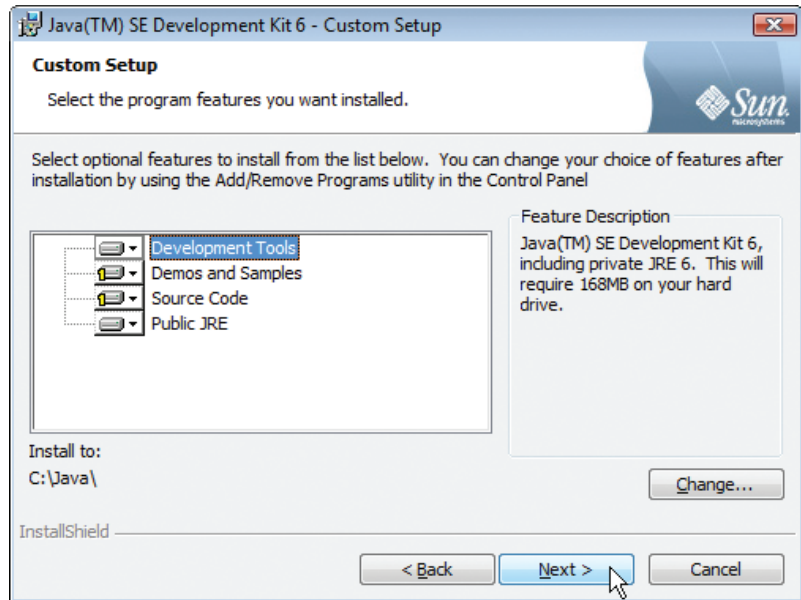 Java(TM) SE Development Kit 6 - Custom Setup
Custom Setup
Select the program features you want installed.
Sun
microsystems
Select optional features to install from the list below. You can change your choice of features after
installation by using the Add/Remove Programs utility in the Control Panel
Development Tools
Demos and Samples
Source Code
Public JRE
Feature Description
Java(TM) SE Development Kit 6,
including private JRE 6. This will
require 168MB on your hard
drive.
Install to:
C:\Java\
Change...
InstallShield
< Back
Next >
Cancel